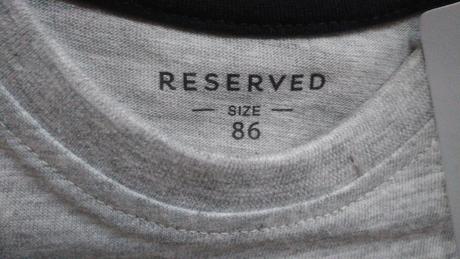 RESERVED
— SIZE —
86